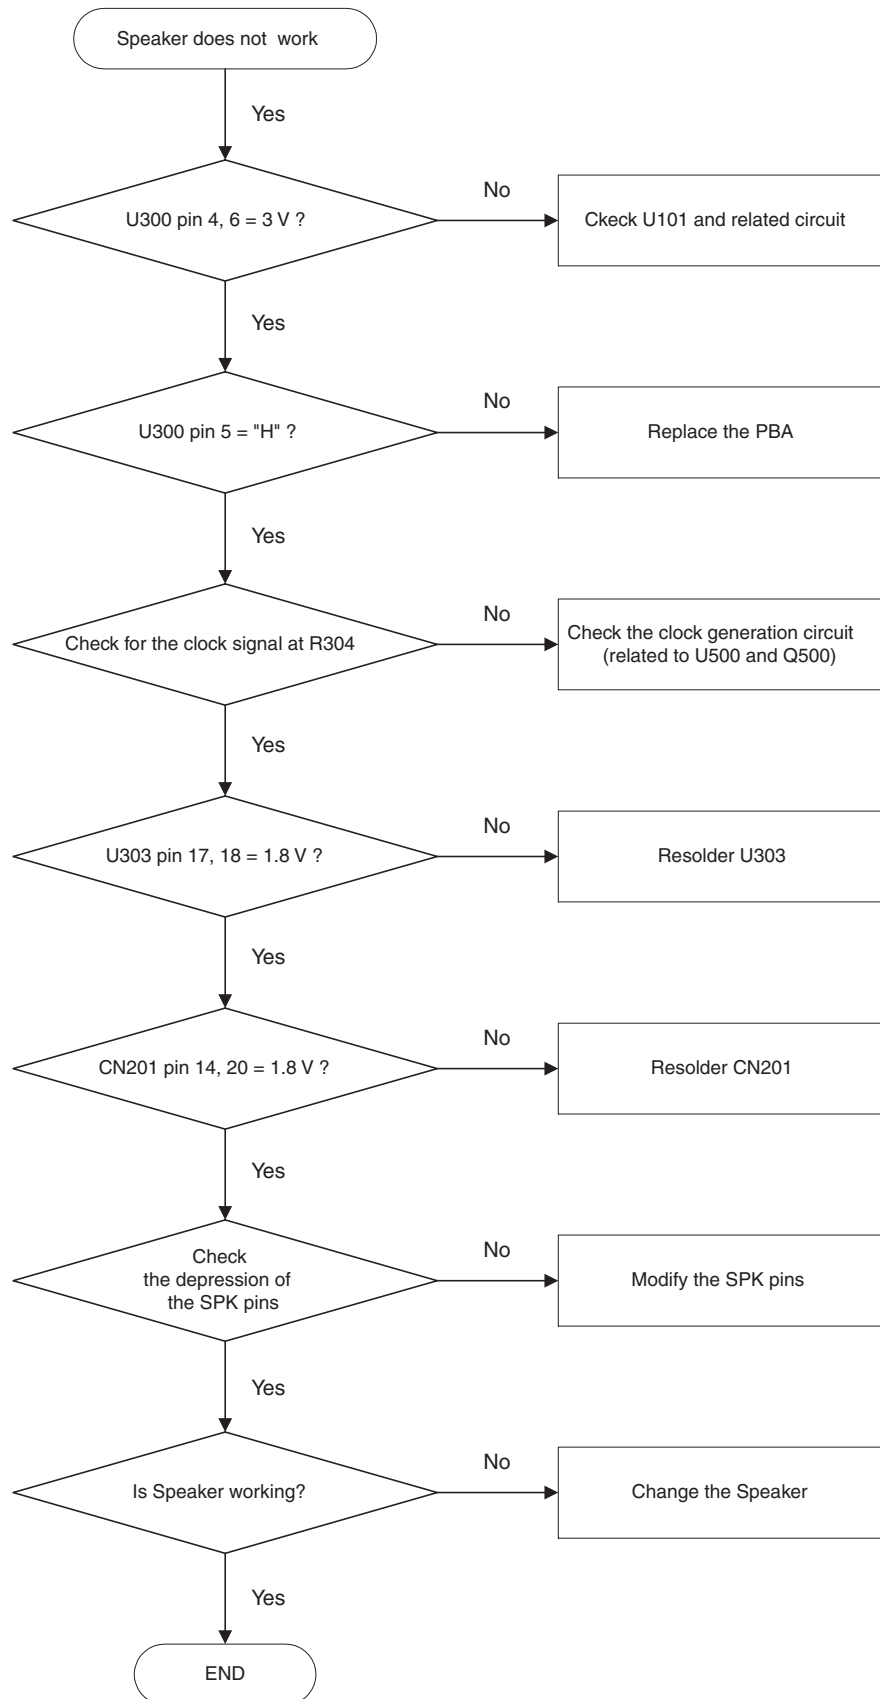 Speaker does not work
Yes
U300 pin 4, 6 = 3 V ?
No
Ckeck U101 and related circuit
Yes
U300 pin 5 = "H" ?
No
Replace the PBA
Yes
Check for the clock signal at R304
No
Check the clock generation circuit
(related to U500 and Q500)
Yes
U303 pin 17, 18 = 1.8 V ?
No
Resolder U303
Yes
CN201 pin 14, 20 = 1.8 V ?
No
Resolder CN201
Yes
Check
the depression of
the SPK pins
No
Modify the SPK pins
Yes
Is Speaker working?
No
Change the Speaker
Yes
END